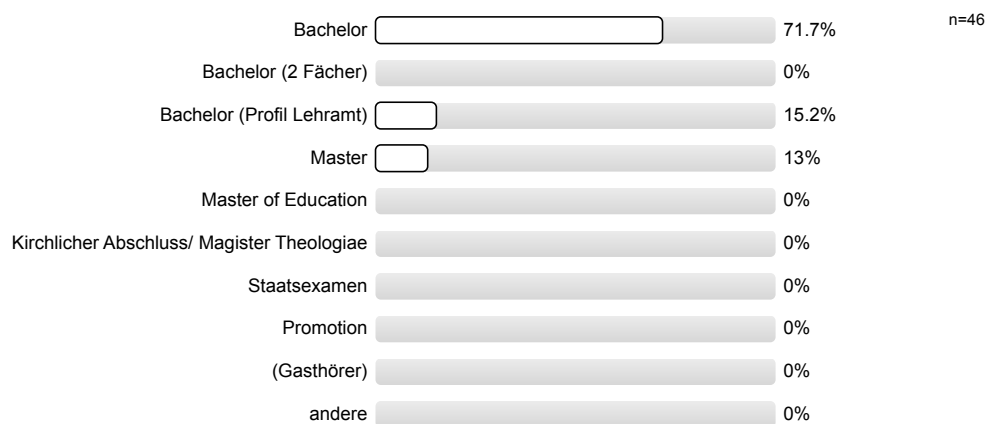 n=46
Bachelor 71.7%
Bachelor (2 Fächer) 0%
Bachelor (Profil Lehramt) 15.2%
Master 13%
Master of Education 0%
Kirchlicher Abschluss/ Magister Theologiae 0%
Staatsexamen 0%
Promotion 0%
(Gasthörer) 0%
andere 0%